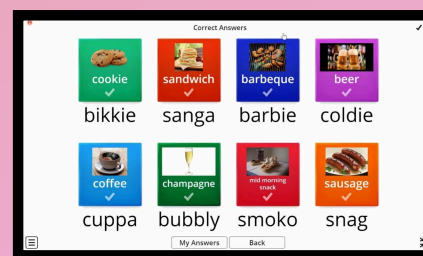 Correct Answers
cookie sandwich barbeque beer
bikkie sanga barbie coldie
coffee champagne mid morning snack sausage
cuppa bubbly smoko snag
My Answers Back